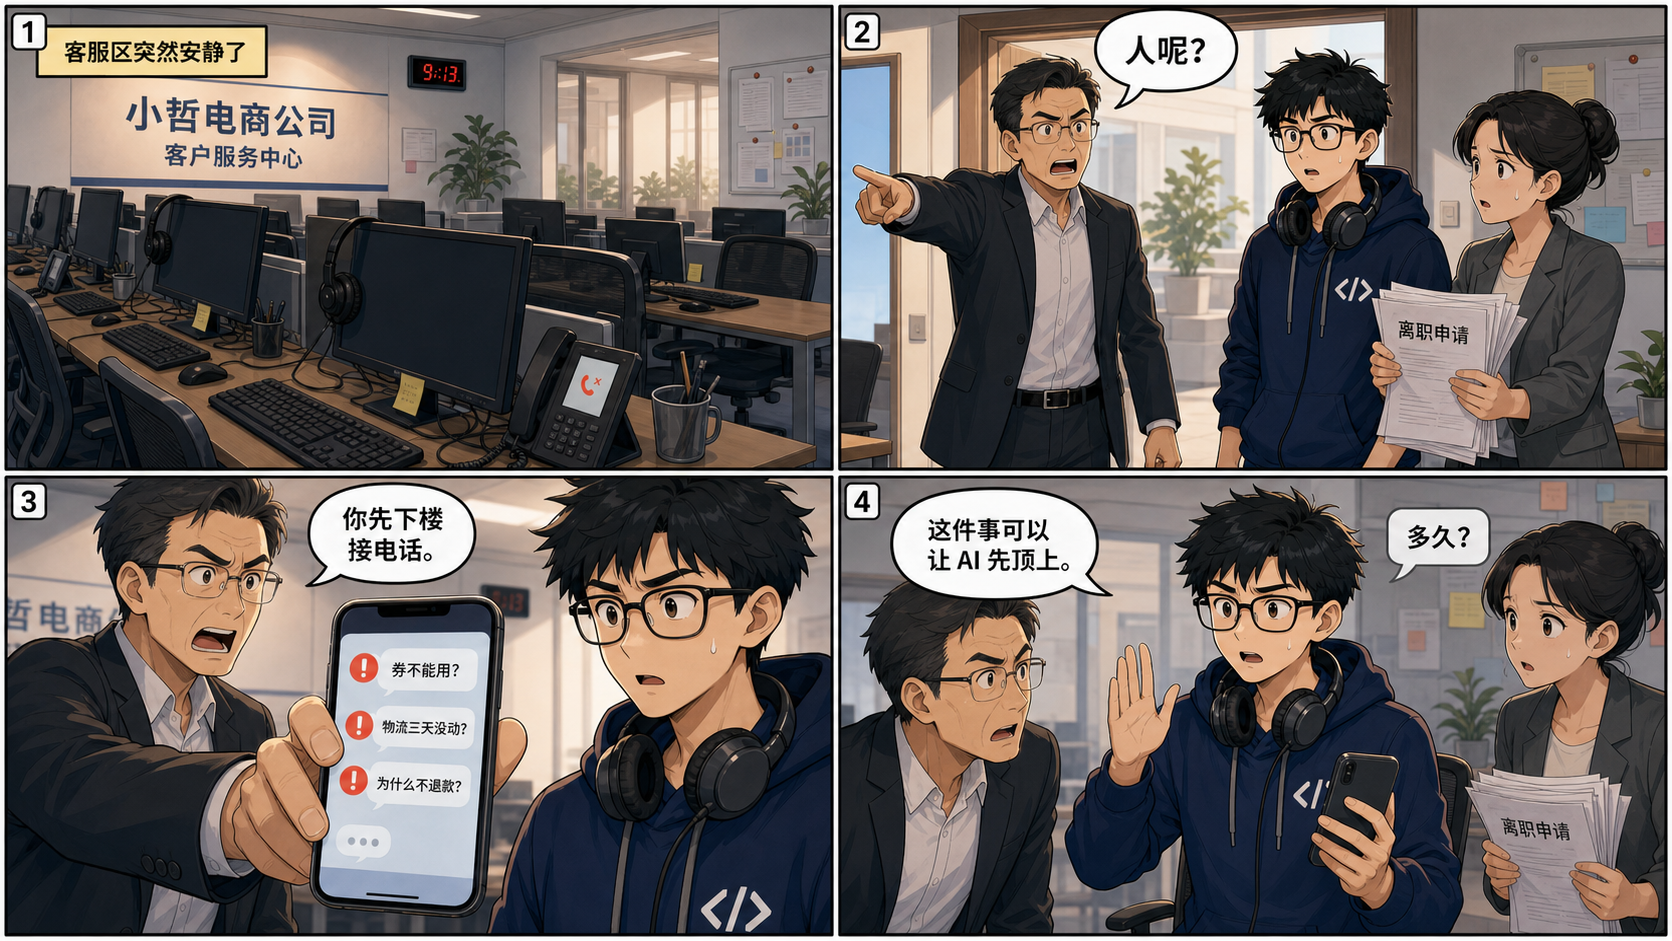 1
客服区突然安静了
9:13
小哲电商公司
客户服务中心
2
人呢？
</>
离职申请
3
你先下楼
接电话。
哲电商
券不能用？
物流三天没动？
为什么不退款？
</>
4
这件事可以
让 AI 先顶上。
多久？
</>
离职申请